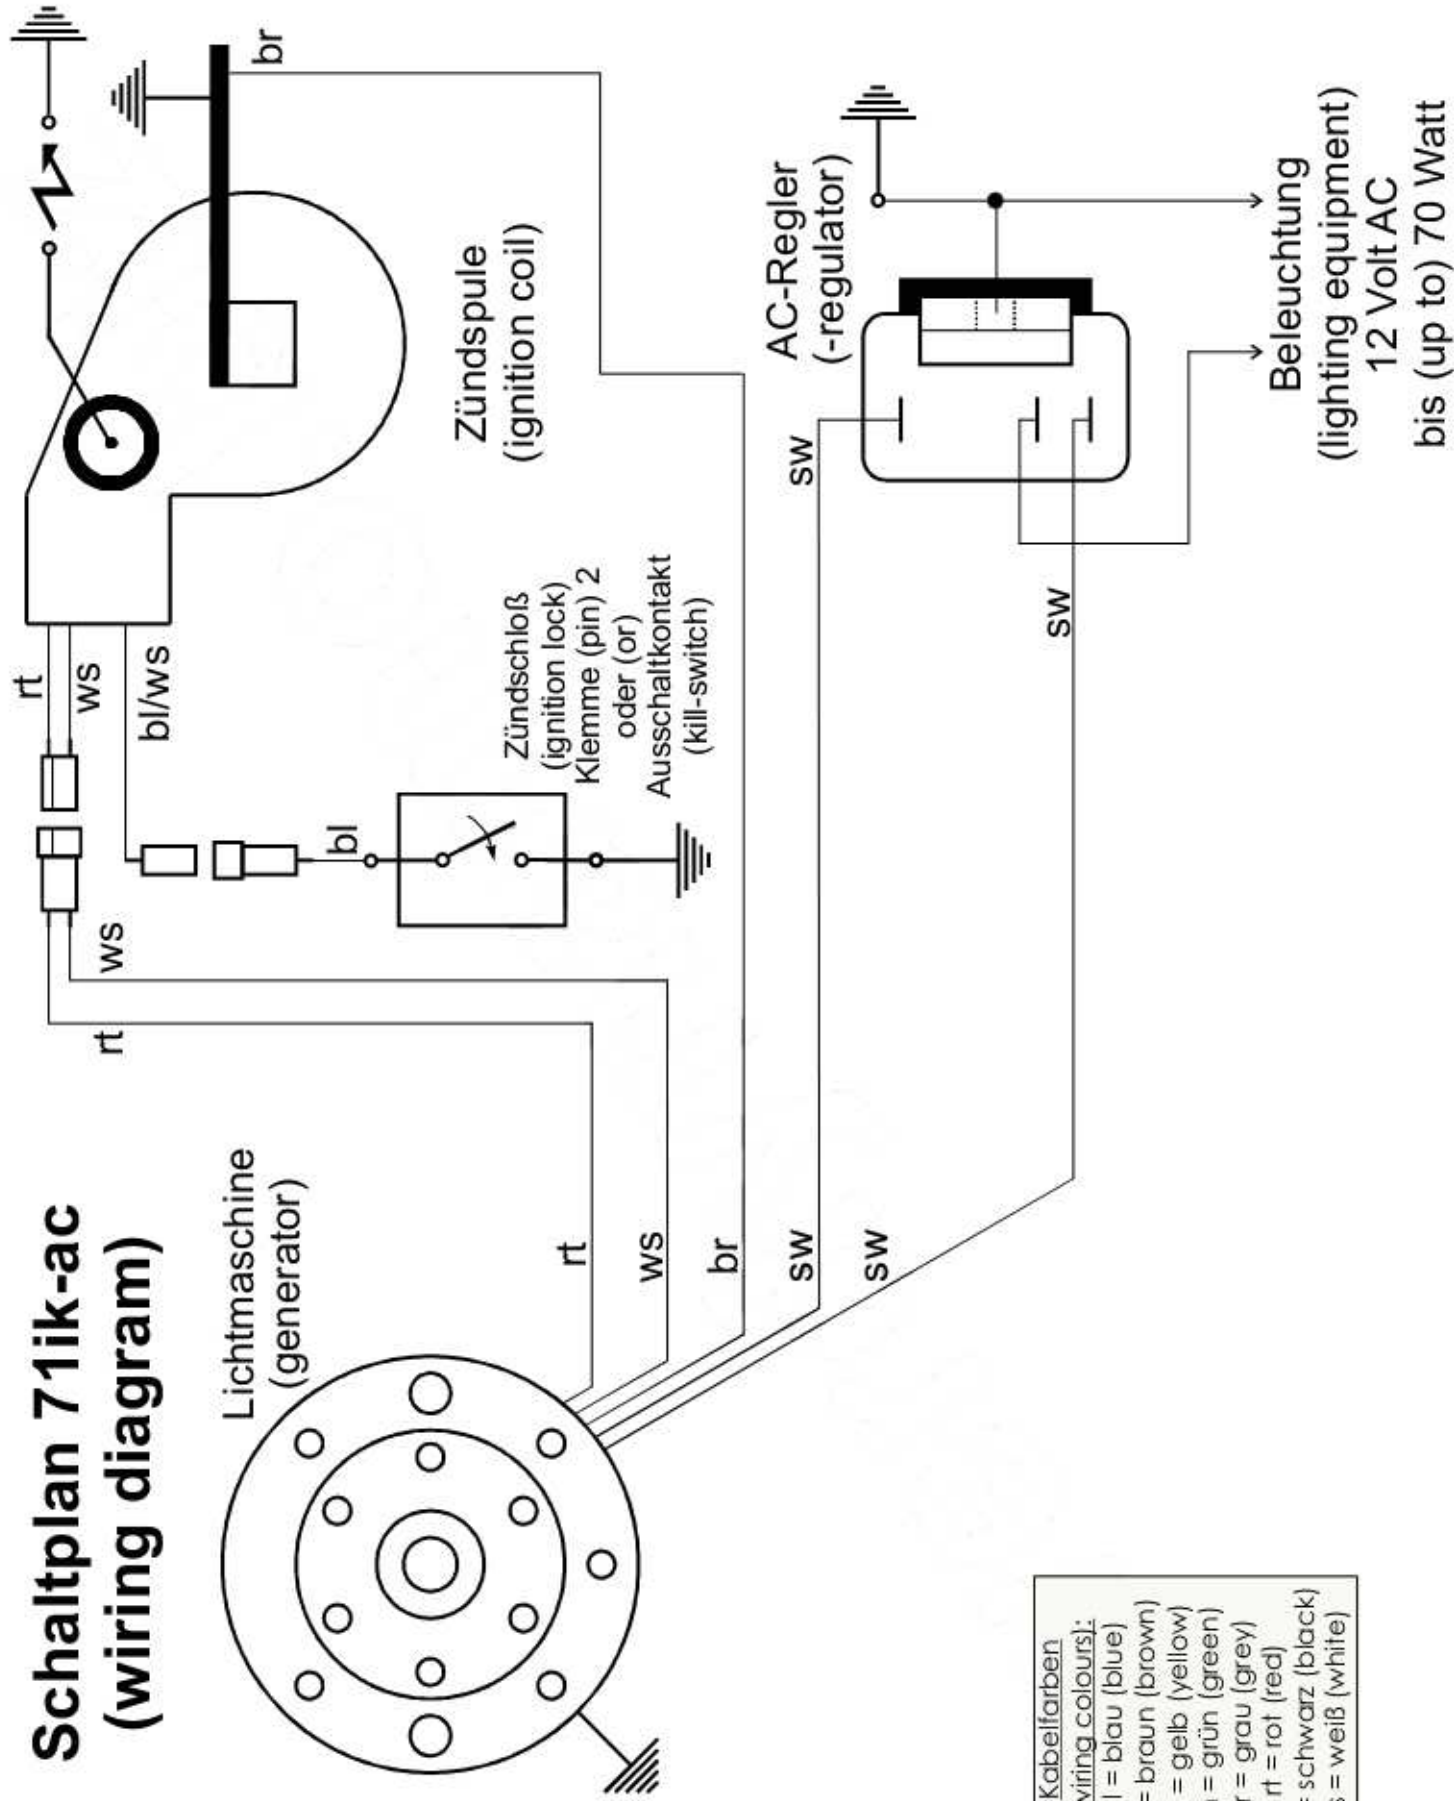 Schaltplan 71ik-ac
(wiring diagram)
Lichtmaschine
(generator)
rt
ws
br
sw
sw
rt
ws
rt
ws
bl/ws
bl
Zündschloß
(ignition lock)
Klemme (pin) 2
oder (or)
Ausschaltkontakt
(kill-switch)
Zündspule
(ignition coil)
br
sw
sw
AC-Regler
(-regulator)
Beleuchtung
(lighting equipment)
12 Volt AC
bis (up to) 70 Watt
Kabelfarben
colours):
= blau (blue)
= braun (brown)
= gelb (yellow)
= grün (green)
= grau (grey)
rt = rot (red)
= schwarz (black)
= weiß (white)